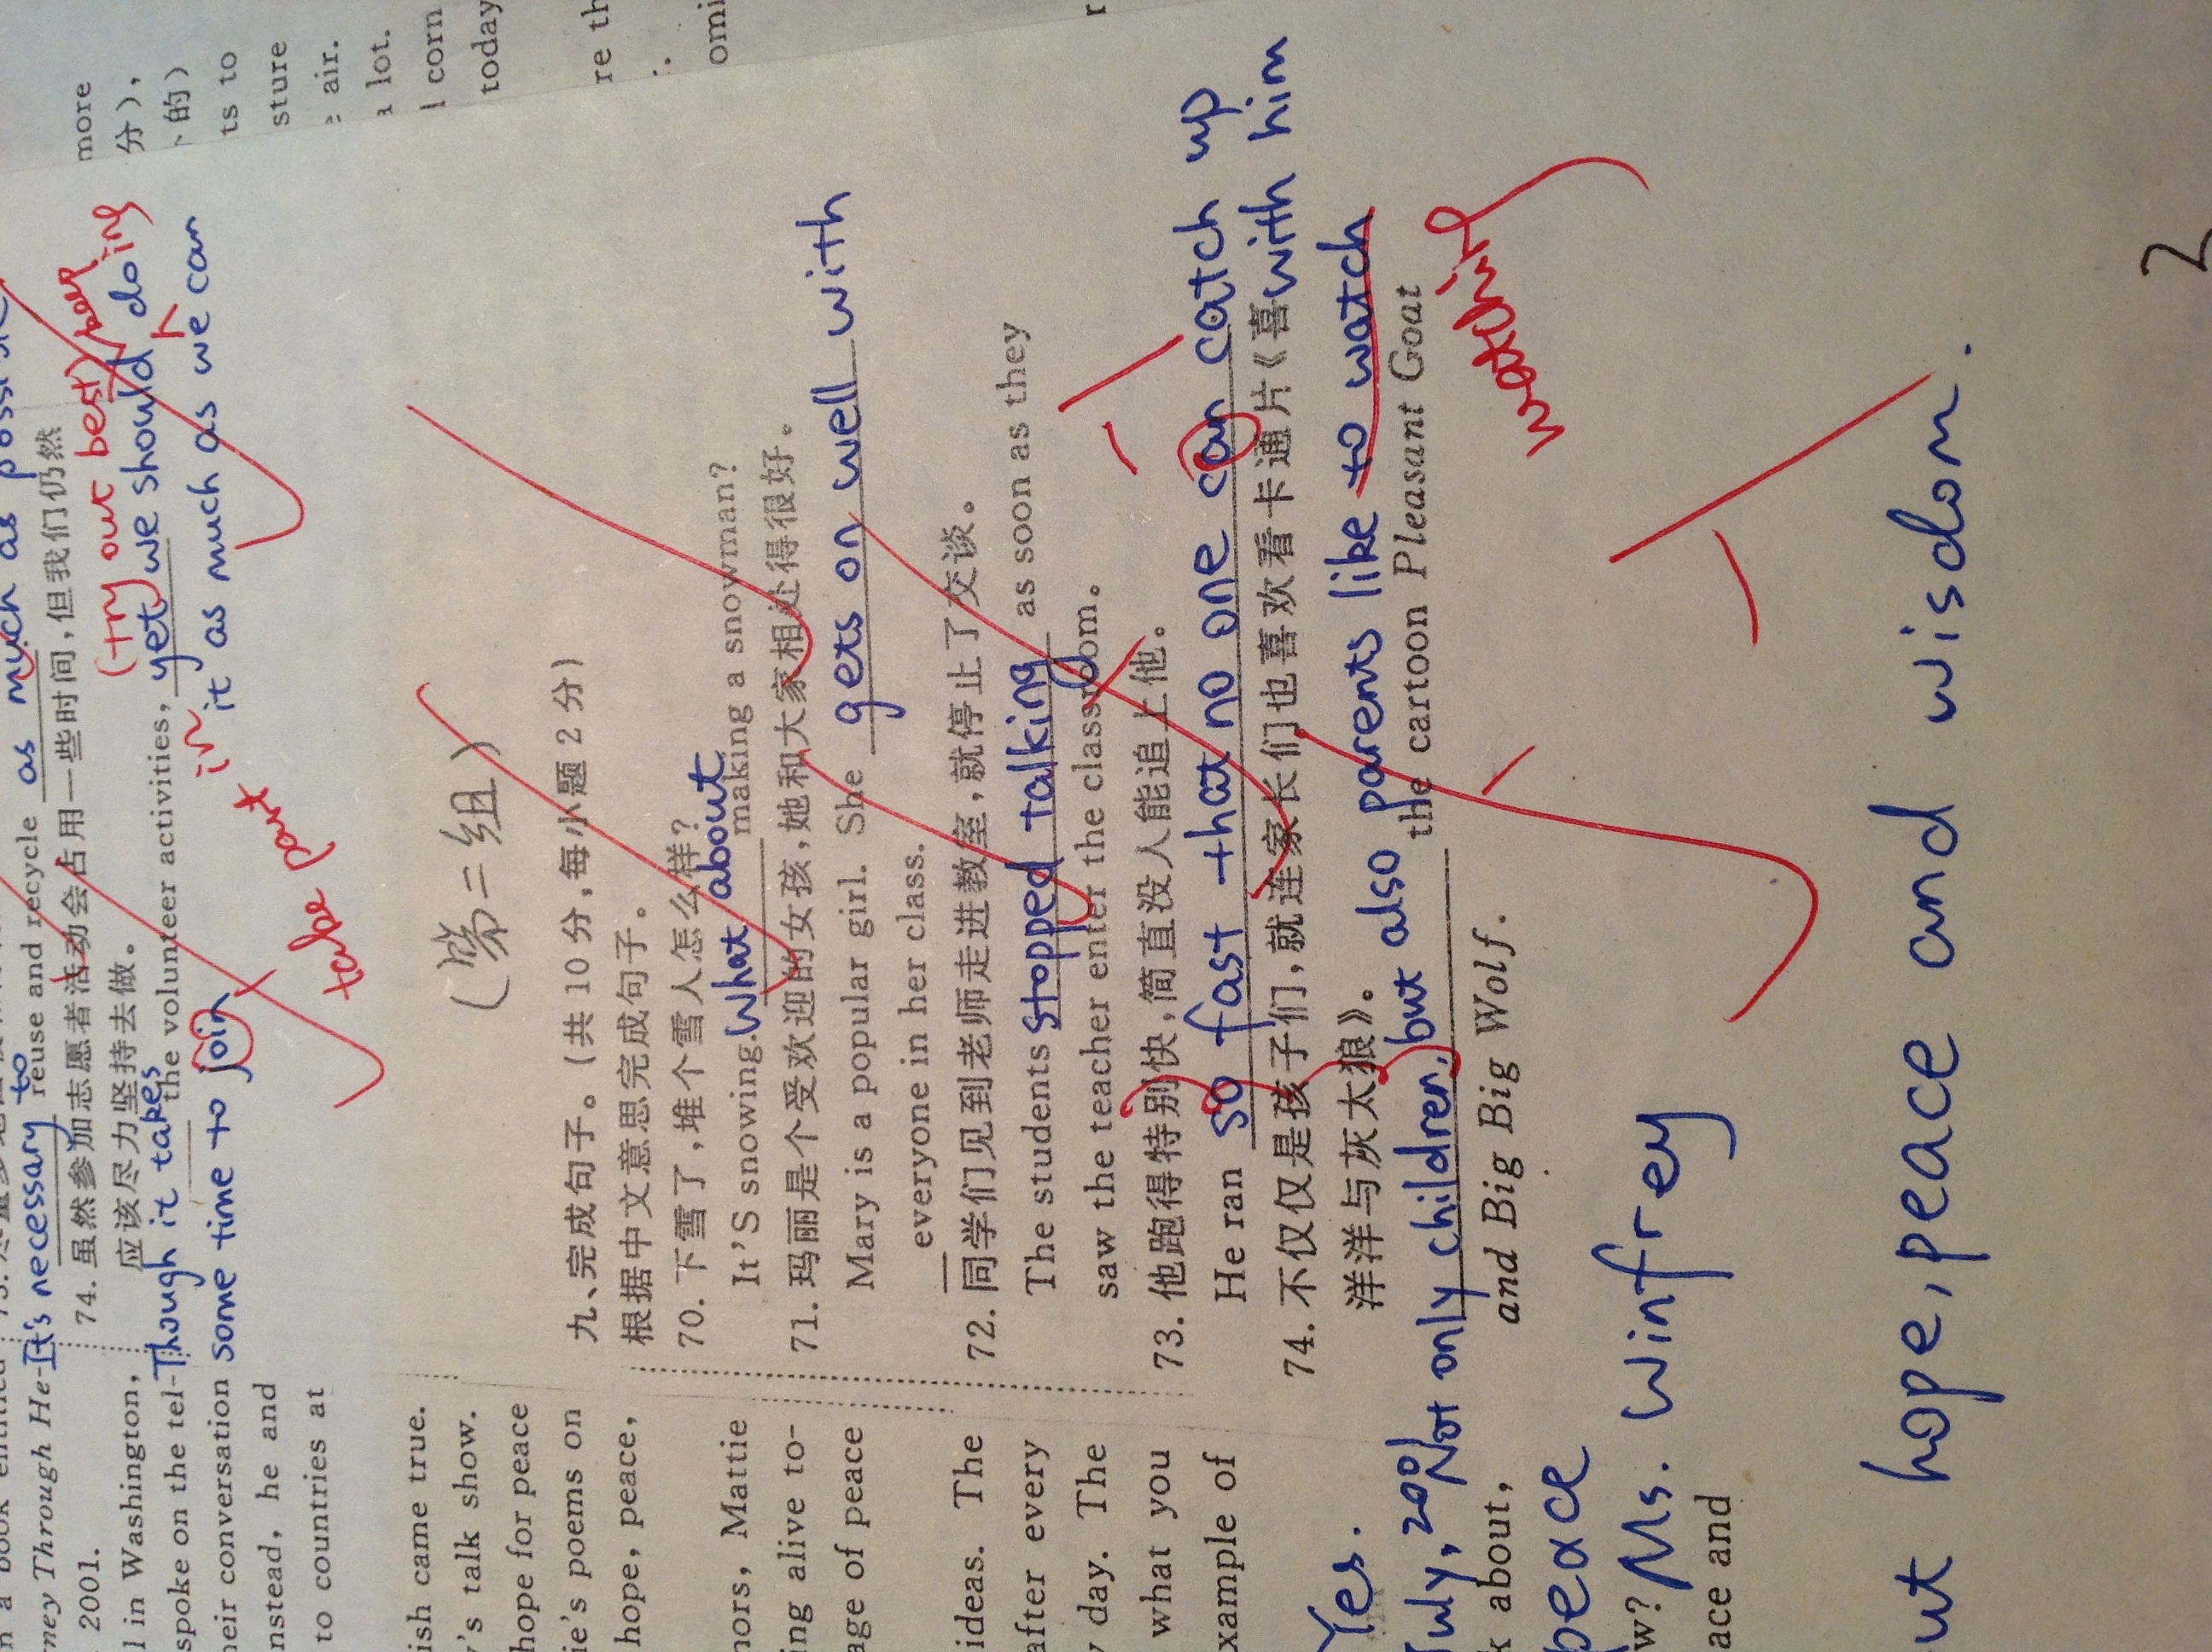 It's necessary to reuse and recycle as much as
74. 虽然参加志愿者活动会占用一些时间,但我们仍然
应该尽力坚持去做。
(try out best) keep
Though it takes the volunteer activities, yet we should doing
some time to join
it as much as we can
take part in
(第二组)
九、完成句子。(共 10 分,每小题 2 分)
根据中文意思完成句子。
70. 下雪了,堆个雪人怎么样?
It'S snowing. What about making a snowman?
71. 玛丽是个受欢迎的女孩,她和大家相处得很好。
Mary is a popular girl. She gets on well with
everyone in her class.
72. 同学们见到老师走进教室,就停止了交谈。
The students stopped talking as soon as they
saw the teacher enter the classroom。
73. 他跑得特别快,简直没人能追上他。
He ran so fast that no one can catch up
with him
74. 不仅仅是孩子们,就连家长们也喜欢看卡通片《喜
洋洋与灰太狼》。
Not only children, but also parents like to watch
the cartoon Pleasant Goat
and Big Big Wolf.
watching
ney Through He-
2001.
l in Washington,
spoke on the tel-
heir conversation
nstead, he and
to countries at
ish came true.
's talk show.
hope for peace
ie's poems on
hope, peace,
nors, Mattie
ing alive to-
age of peace
ideas. The
after every
day. The
what you
xample of
Yes.
July, 2001
k about,
peace
w? Ms. Winfrey
ace and
ut hope, peace and wisdom.
more
分),
的)
ts to
sture
air.
a lot.
corn
today
re th
omi
2